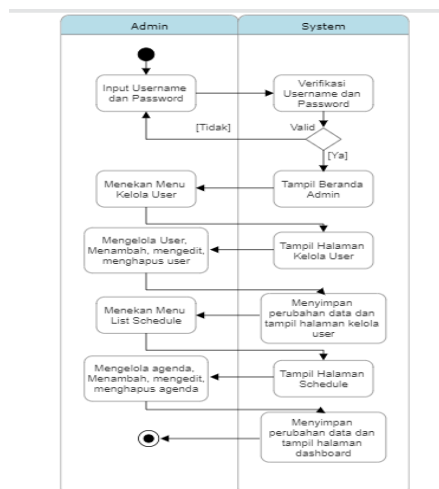 Admin
System
Input Username
dan Password
Verifikasi
Username dan
Password
[Tidak]
Valid
[Ya]
Menekan Menu
Kelola User
Tampil Beranda
Admin
Mengelola User,
Menambah, mengedit,
menghapus user
Tampil Halaman
Kelola User
Menekan Menu
List Schedule
Menyimpan
perubahan data dan
tampil halaman kelola
user
Mengelola agenda,
Menambah, mengedit,
menghapus agenda
Tampil Halaman
Schedule
Menyimpan
perubahan data dan
tampil halaman
dashboard